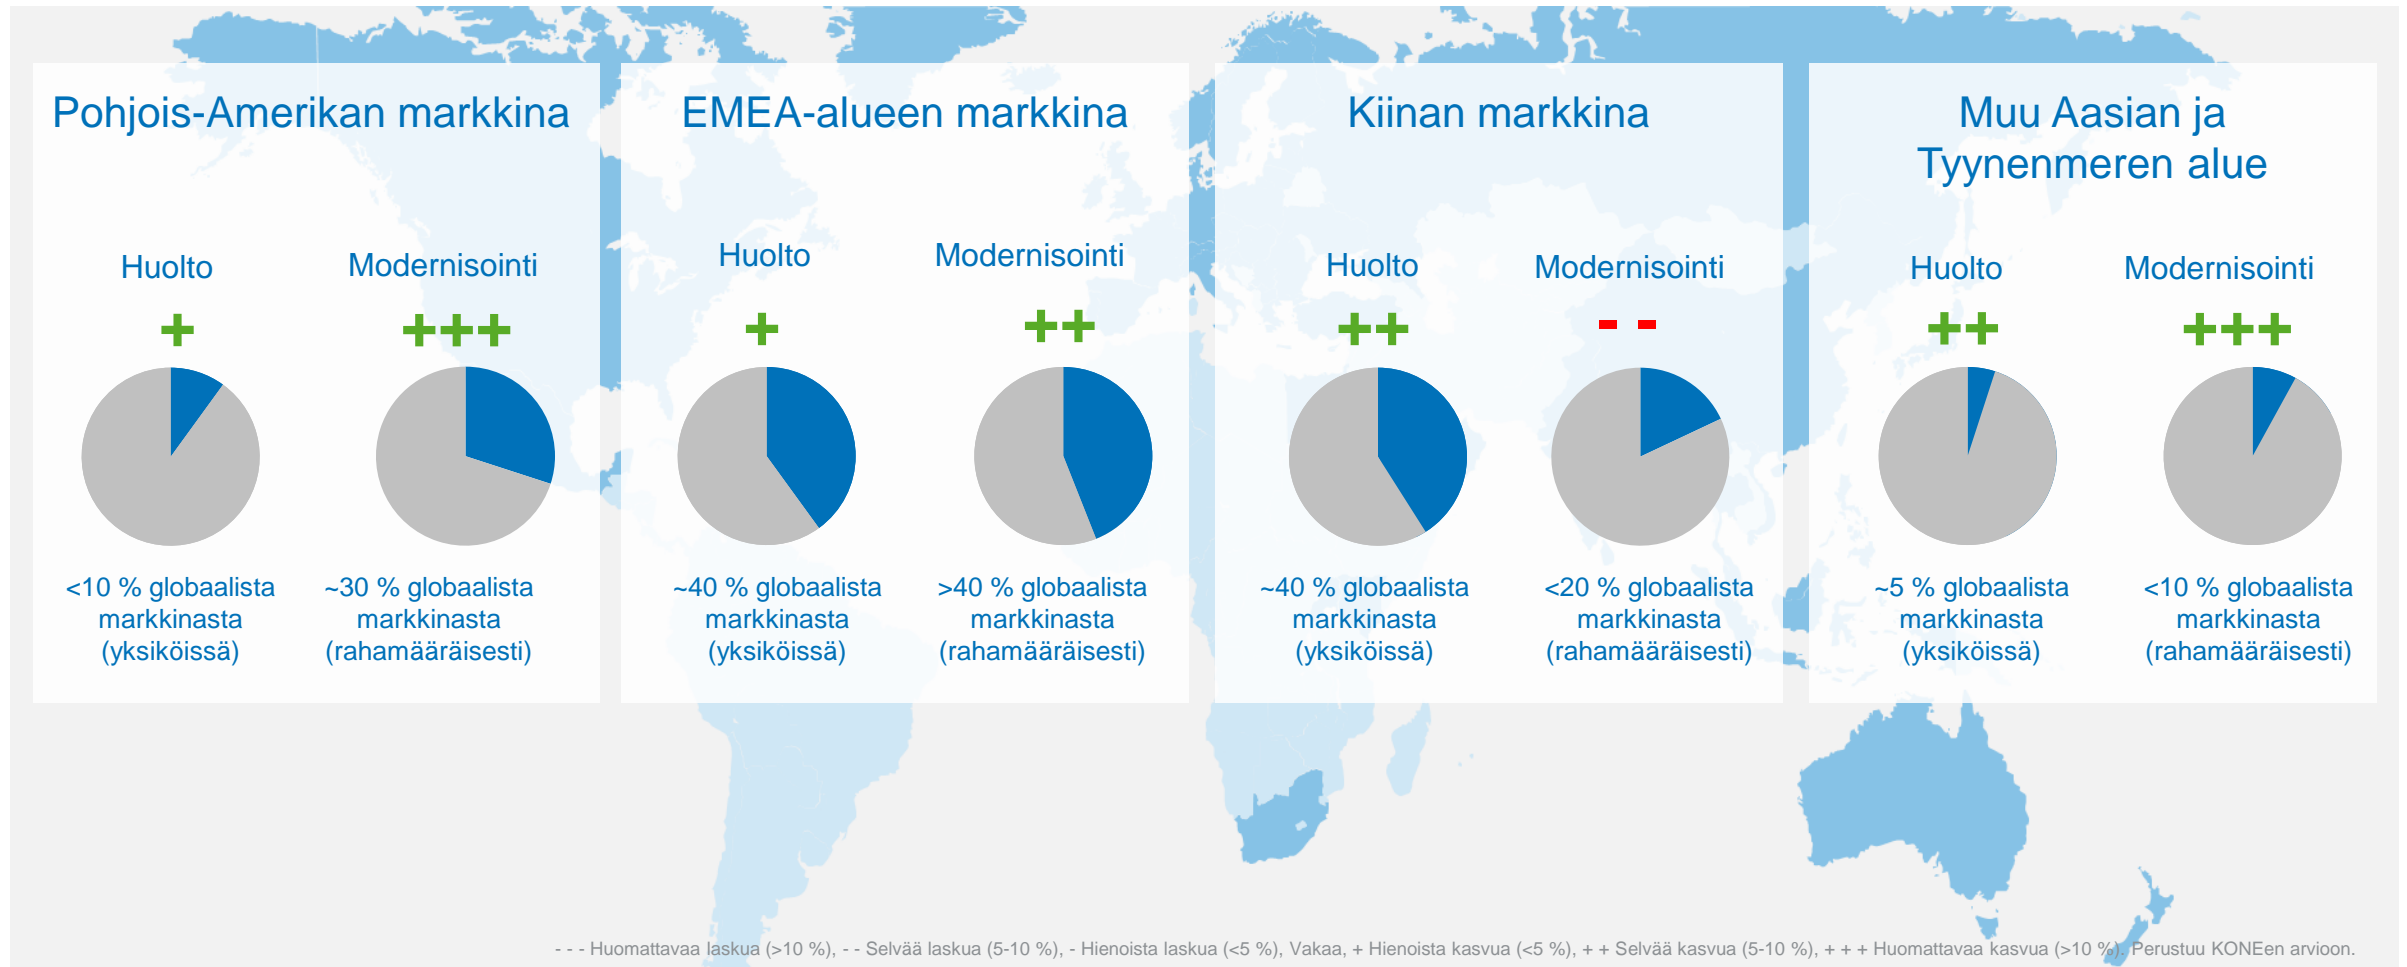 Pohjois-Amerikan markkina
Huolto
Modernisointi
+
+++
<10 % globaalista
markkinasta
(yksiköissä)
~30 % globaalista
markkinasta
(rahamääräisesti)
EMEA-alueen markkina
Huolto
Modernisointi
+
++
~40 % globaalista
markkinasta
(yksiköissä)
>40 % globaalista
markkinasta
(rahamääräisesti)
Kiinan markkina
Huolto
Modernisointi
++
- -
~40 % globaalista
markkinasta
(yksiköissä)
<20 % globaalista
markkinasta
(rahamääräisesti)
Muu Aasian ja
Tyynenmeren alue
Huolto
Modernisointi
++
+++
~5 % globaalista
markkinasta
(yksiköissä)
<10 % globaalista
markkinasta
(rahamääräisesti)
- - - Huomattavaa laskua (>10 %), - - Selvää laskua (5-10 %), - Hienoista laskua (<5 %), Vakaa, + Hienoista kasvua (<5 %), + + Selvää kasvua (5-10 %), + + + Huomattavaa kasvua (>10 %). Perustuu KONEen arvioon.